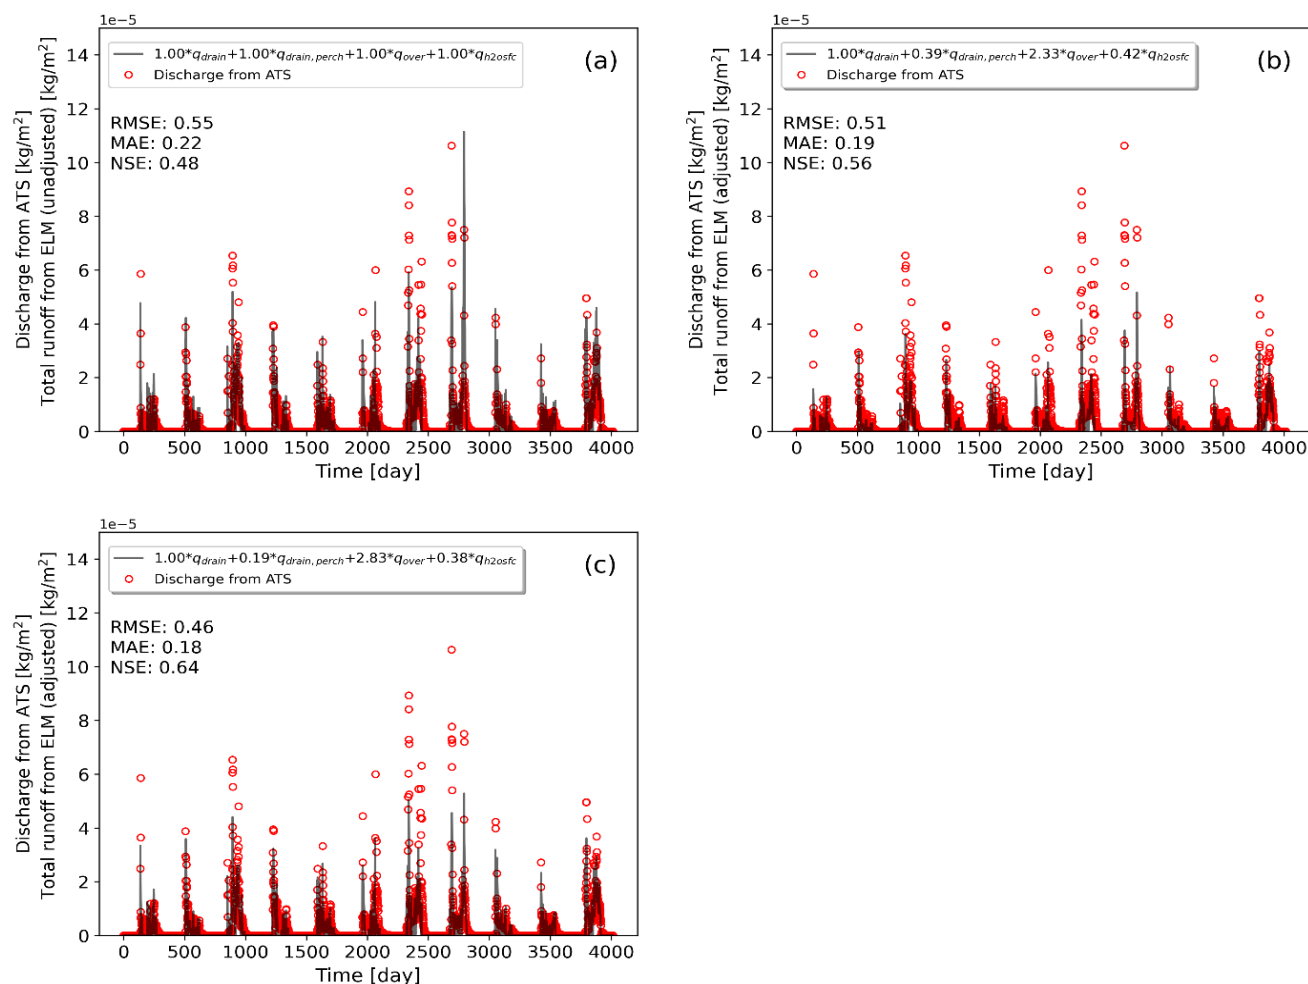 1e−5
1.00*q_drain+1.00*q_drain,perch+1.00*q_over+1.00*q_h2osfc
Discharge from ATS
(a)
RMSE: 0.55
MAE: 0.22
NSE: 0.48
Discharge from ATS [kg/m²]
Total runoff from ELM (unadjusted) [kg/m²]
14
12
10
8
6
4
2
0
0 500 1000 1500 2000 2500 3000 3500 4000
Time [day]
1e−5
1.00*q_drain+0.39*q_drain,perch+2.33*q_over+0.42*q_h2osfc
Discharge from ATS
(b)
RMSE: 0.51
MAE: 0.19
NSE: 0.56
Discharge from ATS [kg/m²]
Total runoff from ELM (adjusted) [kg/m²]
14
12
10
8
6
4
2
0
0 500 1000 1500 2000 2500 3000 3500 4000
Time [day]
1e−5
1.00*q_drain+0.19*q_drain,perch+2.83*q_over+0.38*q_h2osfc
Discharge from ATS
(c)
RMSE: 0.46
MAE: 0.18
NSE: 0.64
Discharge from ATS [kg/m²]
Total runoff from ELM (adjusted) [kg/m²]
14
12
10
8
6
4
2
0
0 500 1000 1500 2000 2500 3000 3500 4000
Time [day]